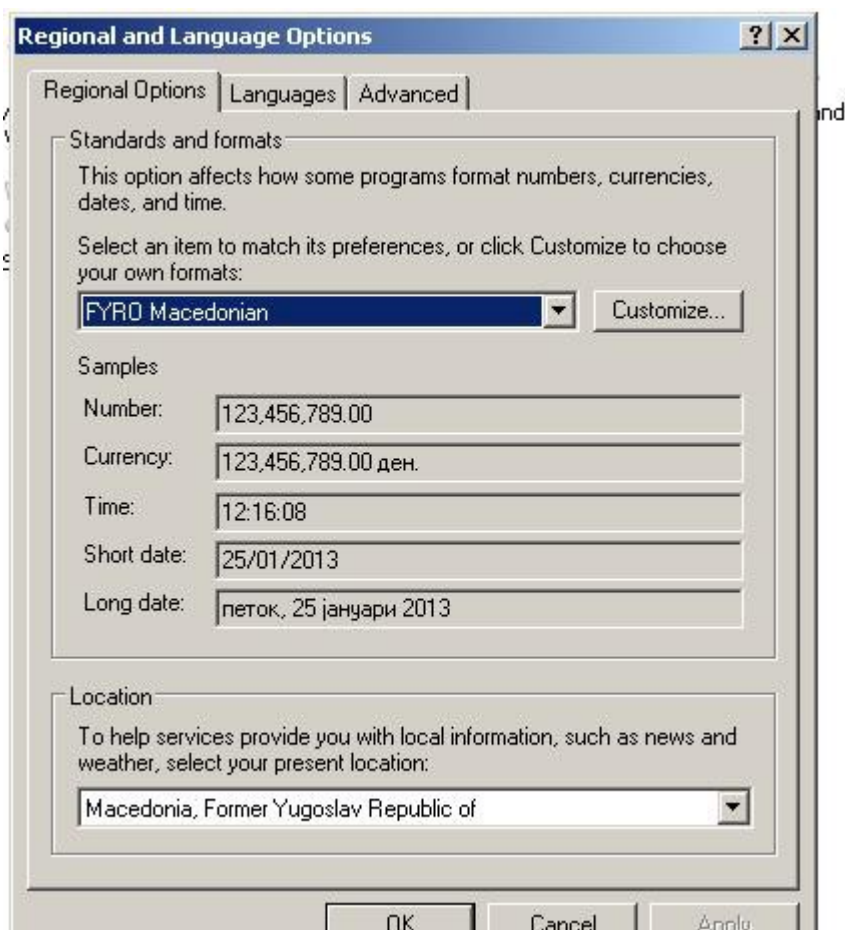 Regional and Language Options
Regional Options Languages Advanced
and
Standards and formats
This option affects how some programs format numbers, currencies,
dates, and time.
Select an item to match its preferences, or click Customize to choose
your own formats:
FYRO Macedonian Customize...
Samples
Number: 123,456,789.00
Currency: 123,456,789.00 ден.
Time: 12:16:08
Short date: 25/01/2013
Long date: петок, 25 јануари 2013
Location
To help services provide you with local information, such as news and
weather, select your present location:
Macedonia, Former Yugoslav Republic of
OK Cancel Apply